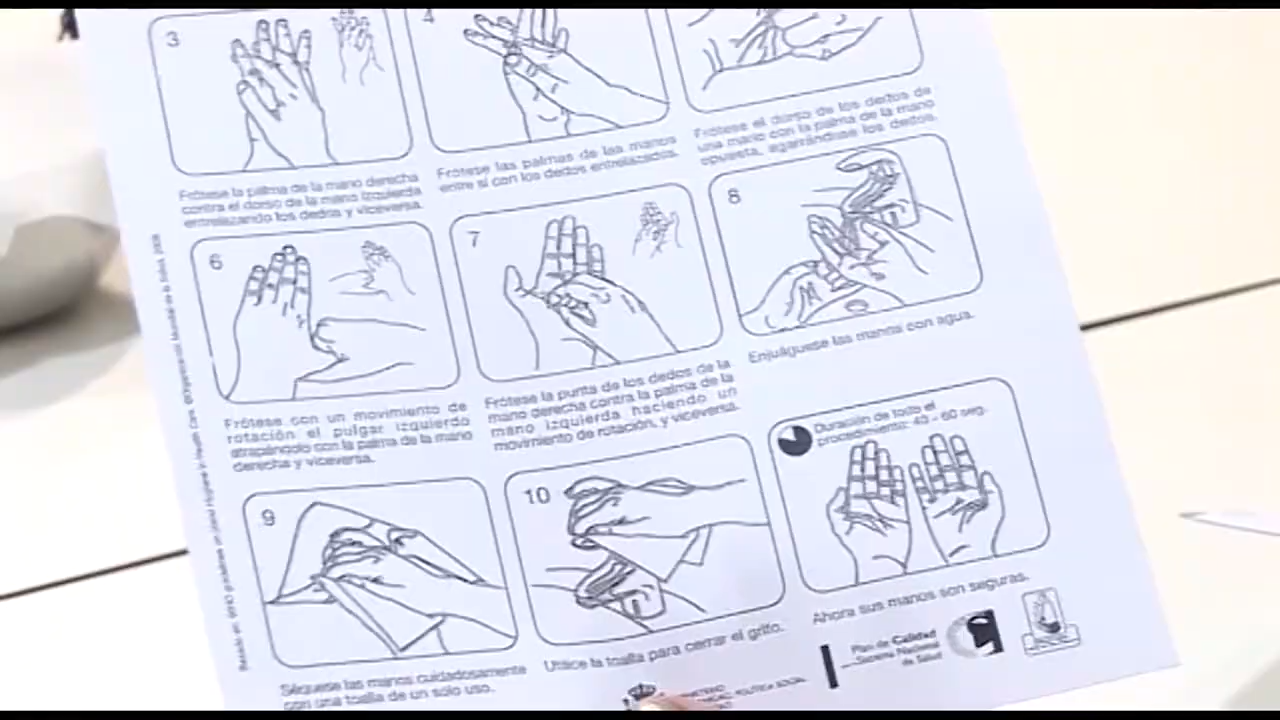 3
Frótese la palma de la mano derecha
contra el dorso de la mano izquierda
entrelazando los dedos y viceversa.
4
Frótese las palmas de las manos
entre sí con los dedos entrelazados.
Frótese el dorso de los dedos de
una mano con la palma de la mano
opuesta, agarrándose los dedos.
6
Frótese con un movimiento de
rotación el pulgar izquierdo
atrapándolo con la palma de la mano
derecha y viceversa.
7
Frótese la punta de los dedos de la
mano derecha contra la palma de la
mano izquierda haciendo un
movimiento de rotación, y viceversa.
8
Enjuáguese las manos con agua.
9
Séquese las manos cuidadosamente
con una toalla de un solo uso.
10
Utilice la toalla para cerrar el grifo.
Duración de todo el
procedimiento: 40 - 60 seg.
Ahora sus manos son seguras.
Plan de Calidad
Sistema Nacional
de Salud
POLÍTICA SOCIAL